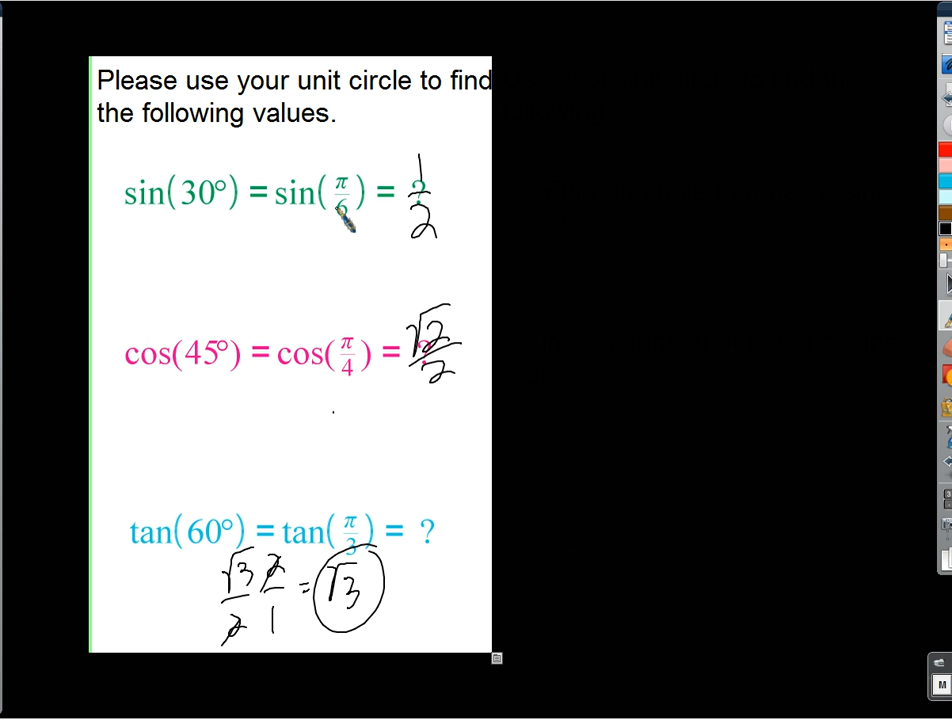 Please use your unit circle to find
the following values.
sin(30°) = sin(π/6) = 1/2
cos(45°) = cos(π/4) = √2/2
tan(60°) = tan(π/3) = ?
√3/2 2/1 = √3
M